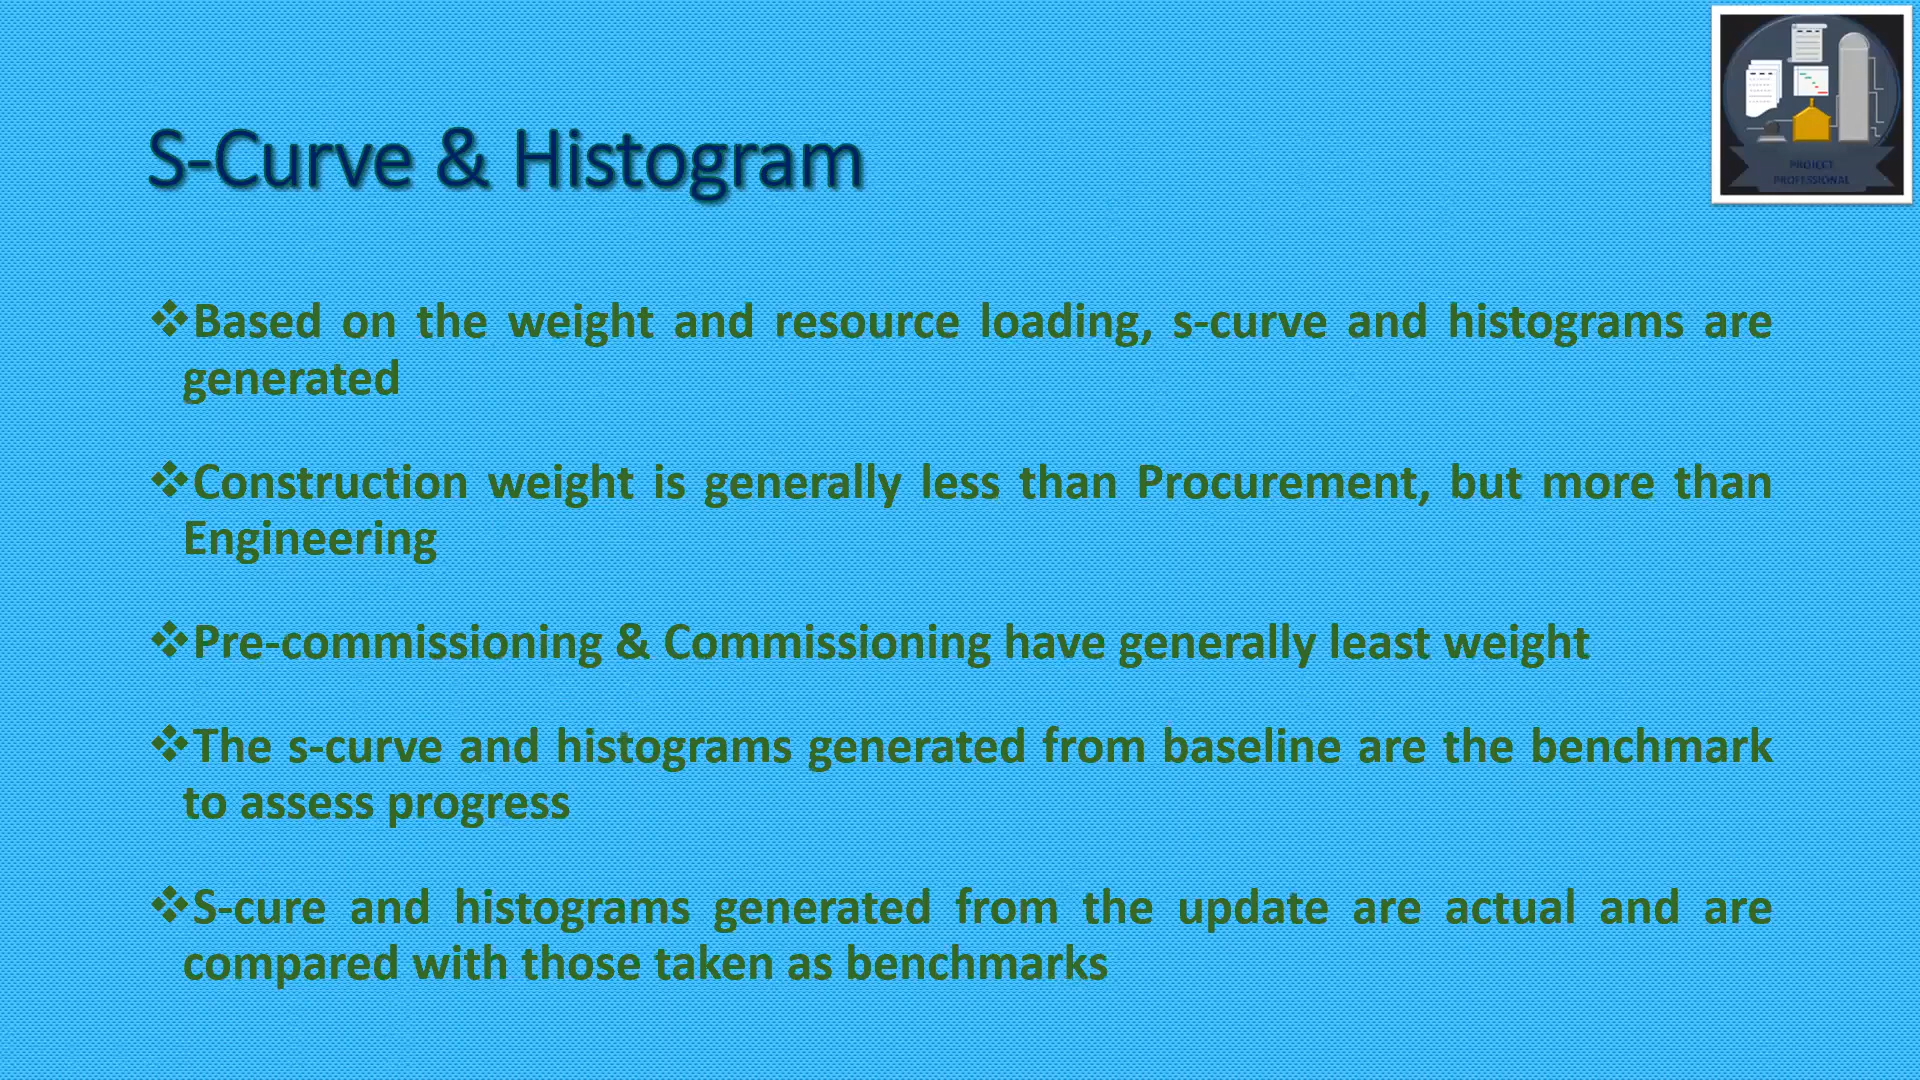 PROJECT
PROFESSIONAL
S-Curve & Histogram
❖Based on the weight and resource loading, s-curve and histograms are
generated
❖Construction weight is generally less than Procurement, but more than
Engineering
❖Pre-commissioning & Commissioning have generally least weight
❖The s-curve and histograms generated from baseline are the benchmark
to assess progress
❖S-cure and histograms generated from the update are actual and are
compared with those taken as benchmarks